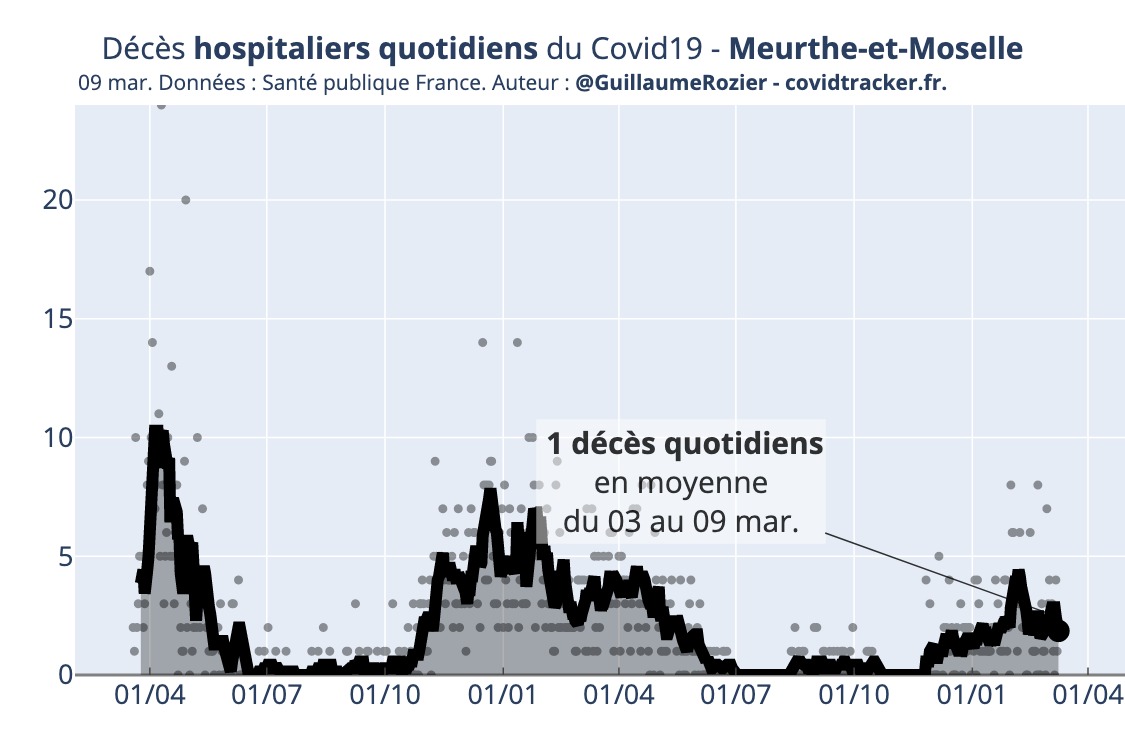 Décès hospitaliers quotidiens du Covid19 - Meurthe-et-Moselle
09 mar. Données : Santé publique France. Auteur : @GuillaumeRozier - covidtracker.fr.
20
15
10
1 décès quotidiens
en moyenne
du 03 au 09 mar.
5
0
01/04 01/07 01/10 01/01 01/04 01/07 01/10 01/01 01/04